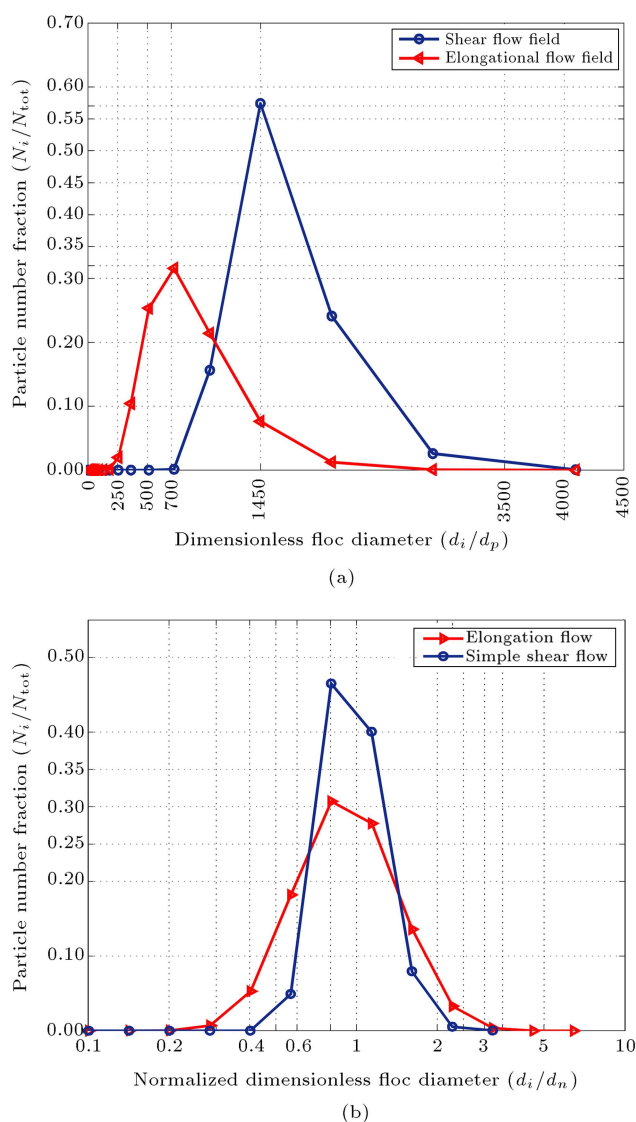 0.70
0.60
0.55
0.50
0.45
0.40
0.35
0.30
0.20
0.10
0.00
Particle number fraction (N_i/N_tot)
Shear flow field
Elongational flow field
0
250
500
700
1450
3500
4000
4500
Dimensionless floc diameter (d_i/d_p)
(a)
0.50
0.40
0.35
0.30
0.25
0.20
0.10
0.00
Particle number fraction (N_i/N_tot)
Elongation flow
Simple shear flow
0.1 0.2 0.4 0.6 1 2 3 5 10
Normalized dimensionless floc diameter (d_i/d_n)
(b)